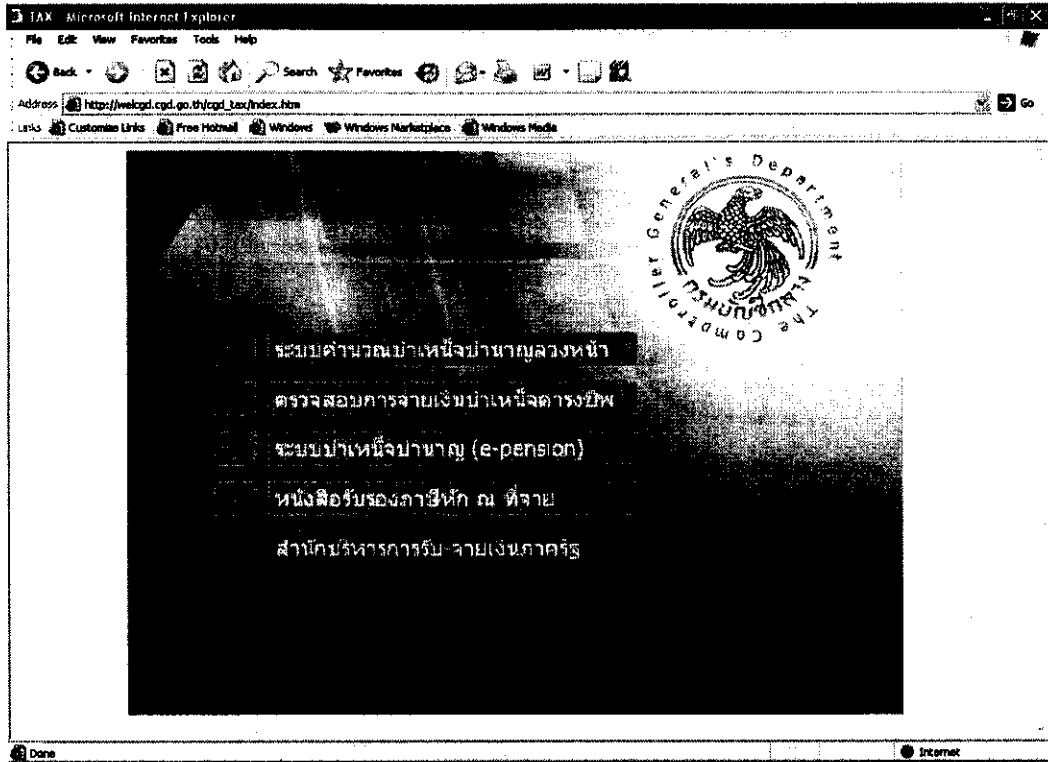 TAX - Microsoft Internet Explorer
File Edit View Favorites Tools Help
Back Search Favorites
Address http://welcgd.cgd.go.th/cgd_tax/index.htm Go
Links Customize Links Free Hotmail Windows Windows Marketplace Windows Media
The Comptroller General's Department
กรมบัญชีกลาง
ระบบคำนวณบำเหน็จบำนาญล่วงหน้า
ตรวจสอบการจ่ายเงินบำเหน็จดำรงชีพ
ระบบบำเหน็จบำนาญ (e-pension)
หนังสือรับรองภาษีหัก ณ ที่จ่าย
สำนักบริหารการรับ-จ่ายเงินภาครัฐ
Done Internet